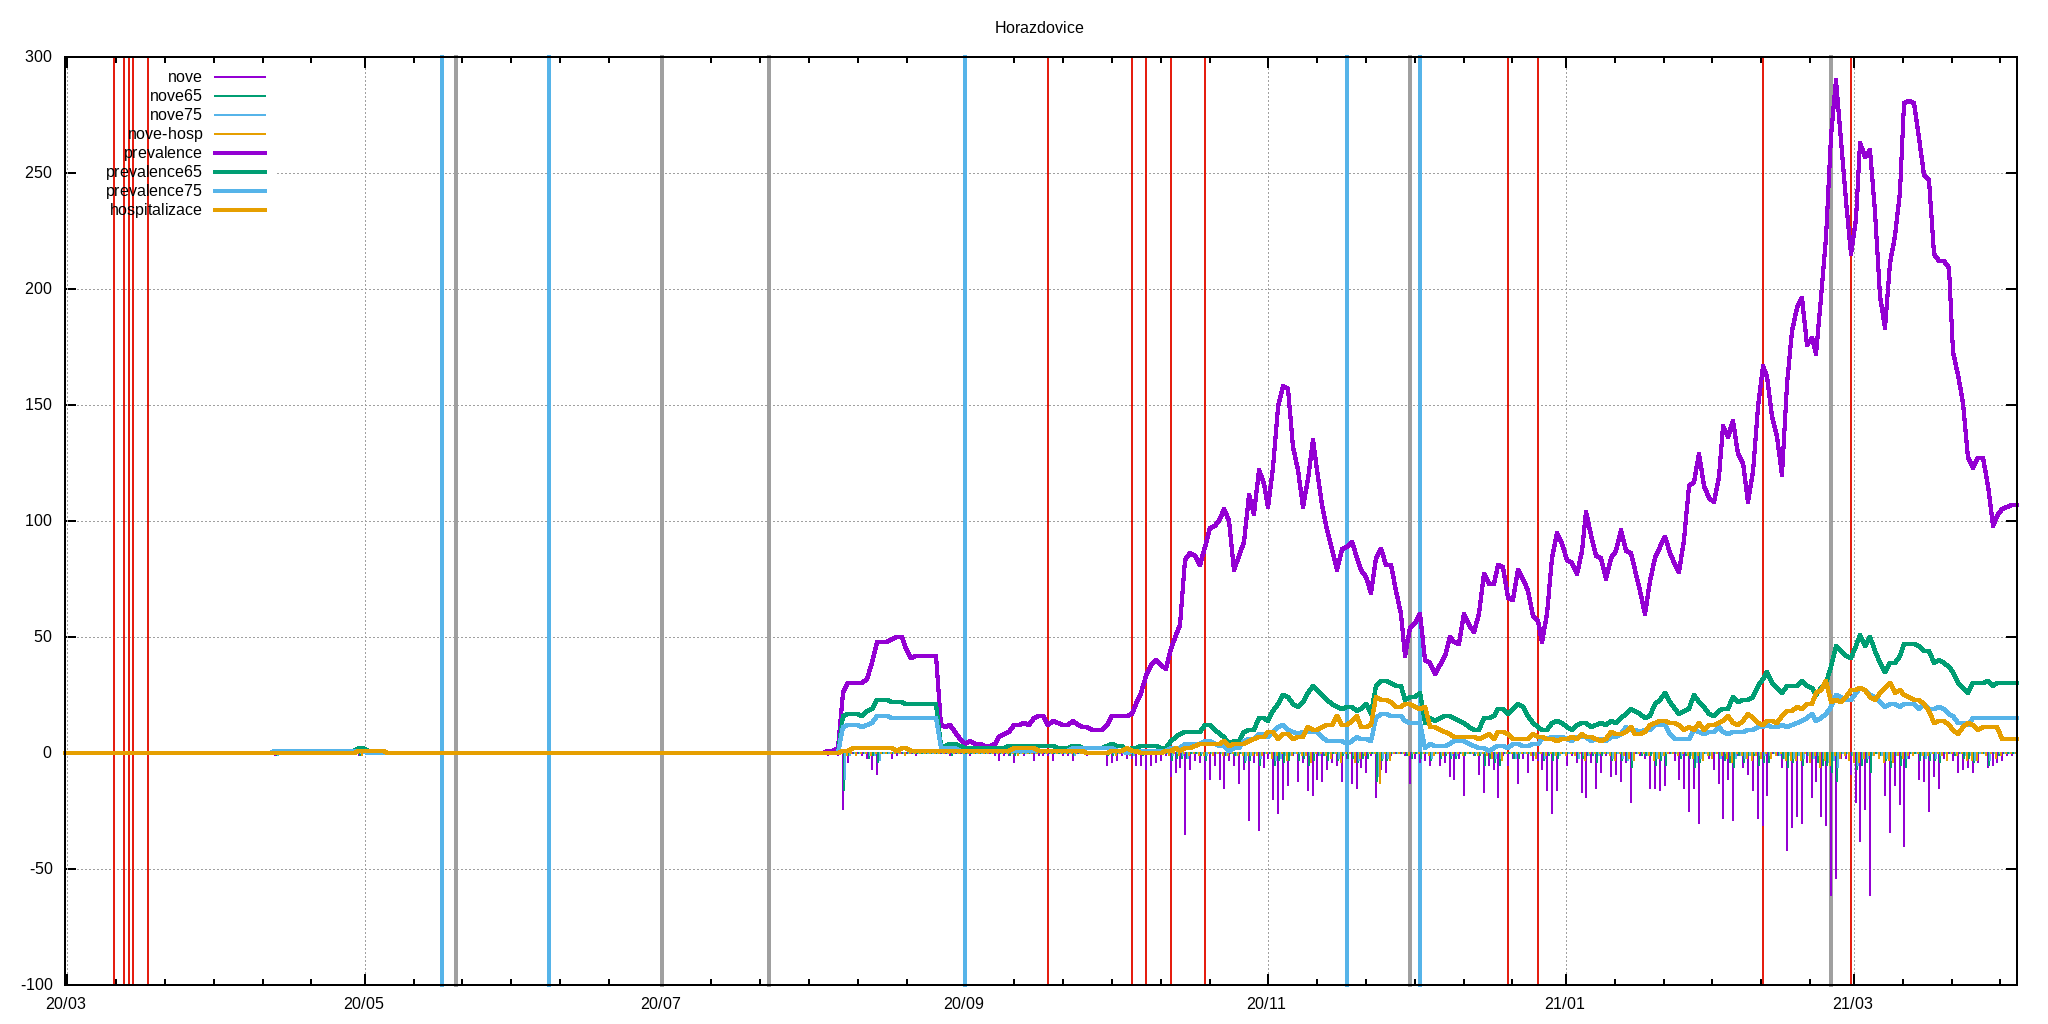 Horazdovice
300
250
200
150
100
50
0
-50
-100
nove
nove65
nove75
nove-hosp
prevalence
prevalence65
prevalence75
hospitalizace
20/03
20/05
20/07
20/09
20/11
21/01
21/03